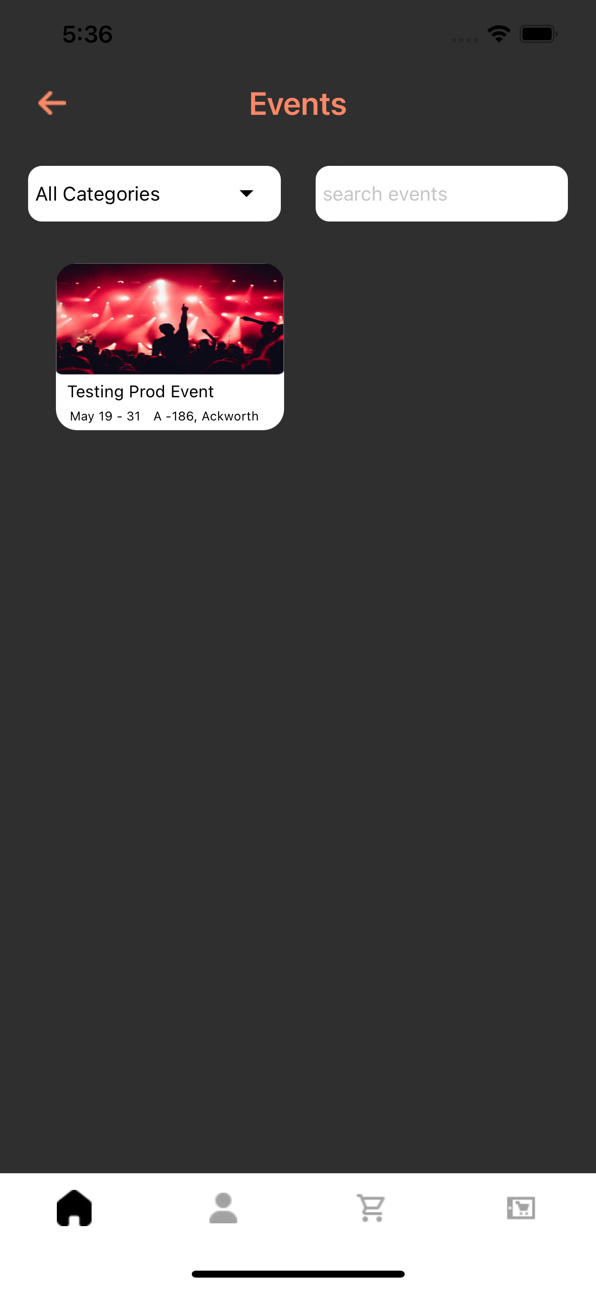 5:36
Events
All Categories
search events
Testing Prod Event
May 19 - 31 A -186, Ackworth